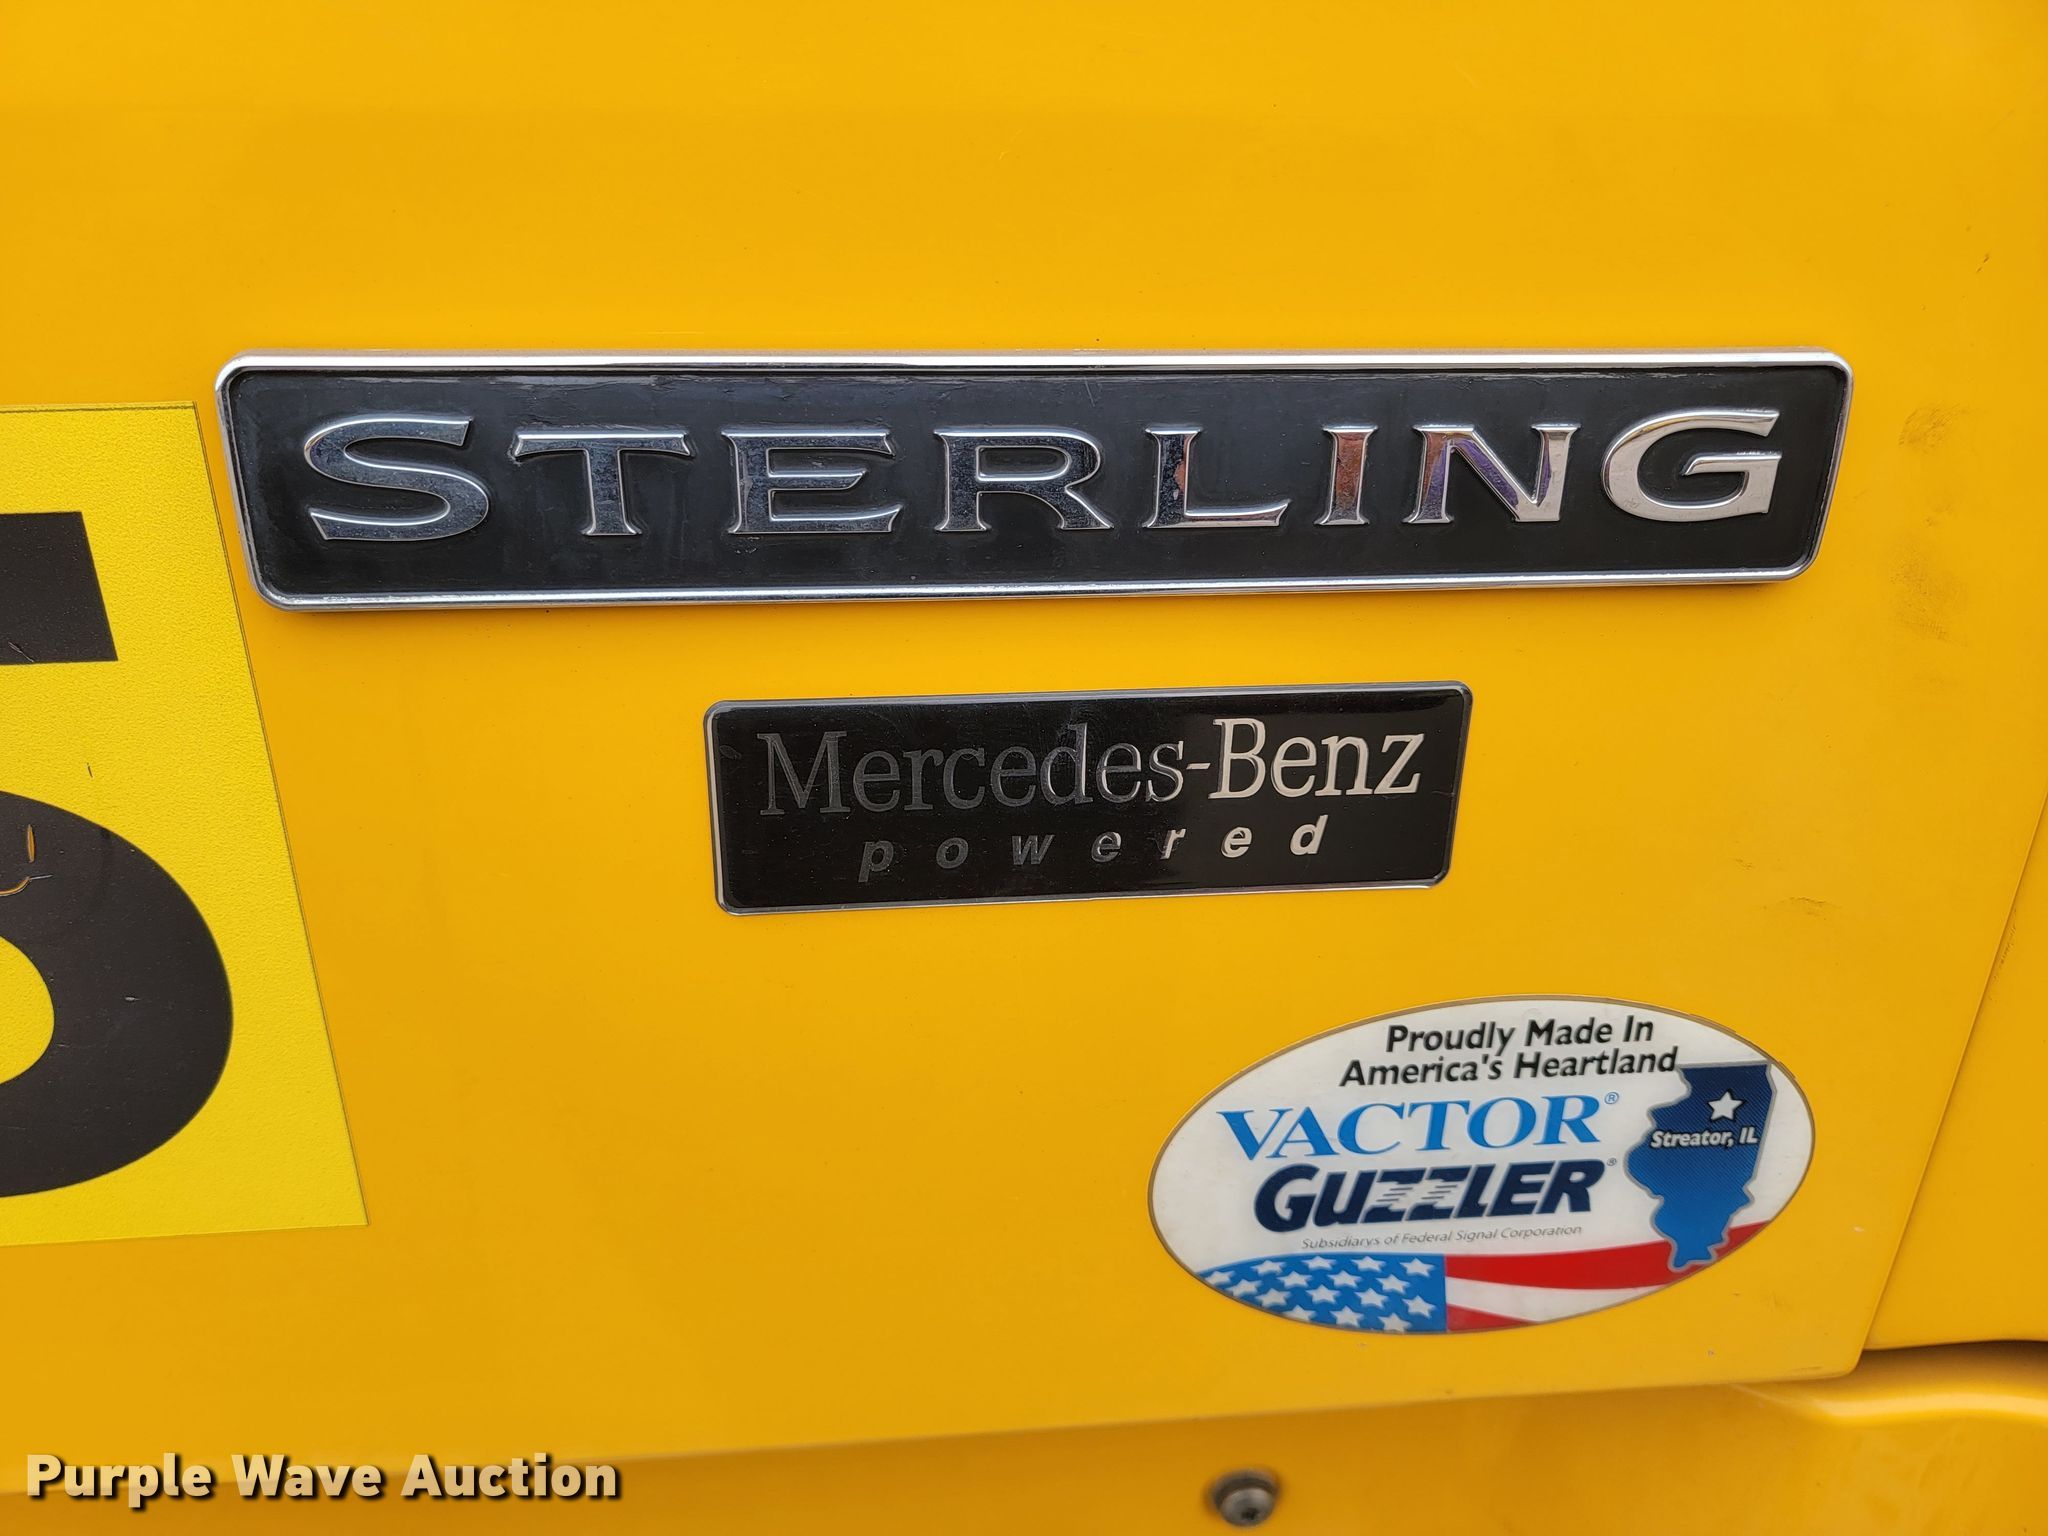 STERLING
Mercedes-Benz
powered
Proudly Made In
America's Heartland
VACTOR®
Streator, IL
GUZZLER®
Subsidiarys of Federal Signal Corporation
Purple Wave Auction